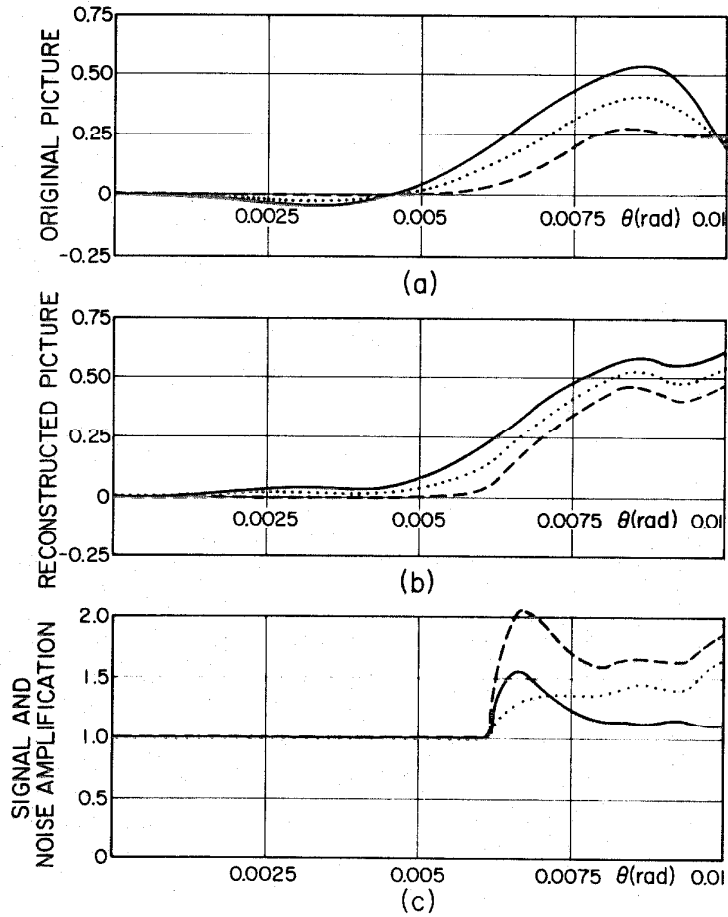 ORIGINAL PICTURE
0.75
0.50
0.25
0
-0.25
0.0025
0.005
0.0075
θ(rad)
0.01
(a)
RECONSTRUCTED PICTURE
0.75
0.50
0.25
0
-0.25
0.0025
0.005
0.0075
θ(rad)
0.01
(b)
SIGNAL AND
NOISE AMPLIFICATION
2.0
1.5
1.0
0.5
0
0.0025
0.005
0.0075
θ(rad)
0.01
(c)